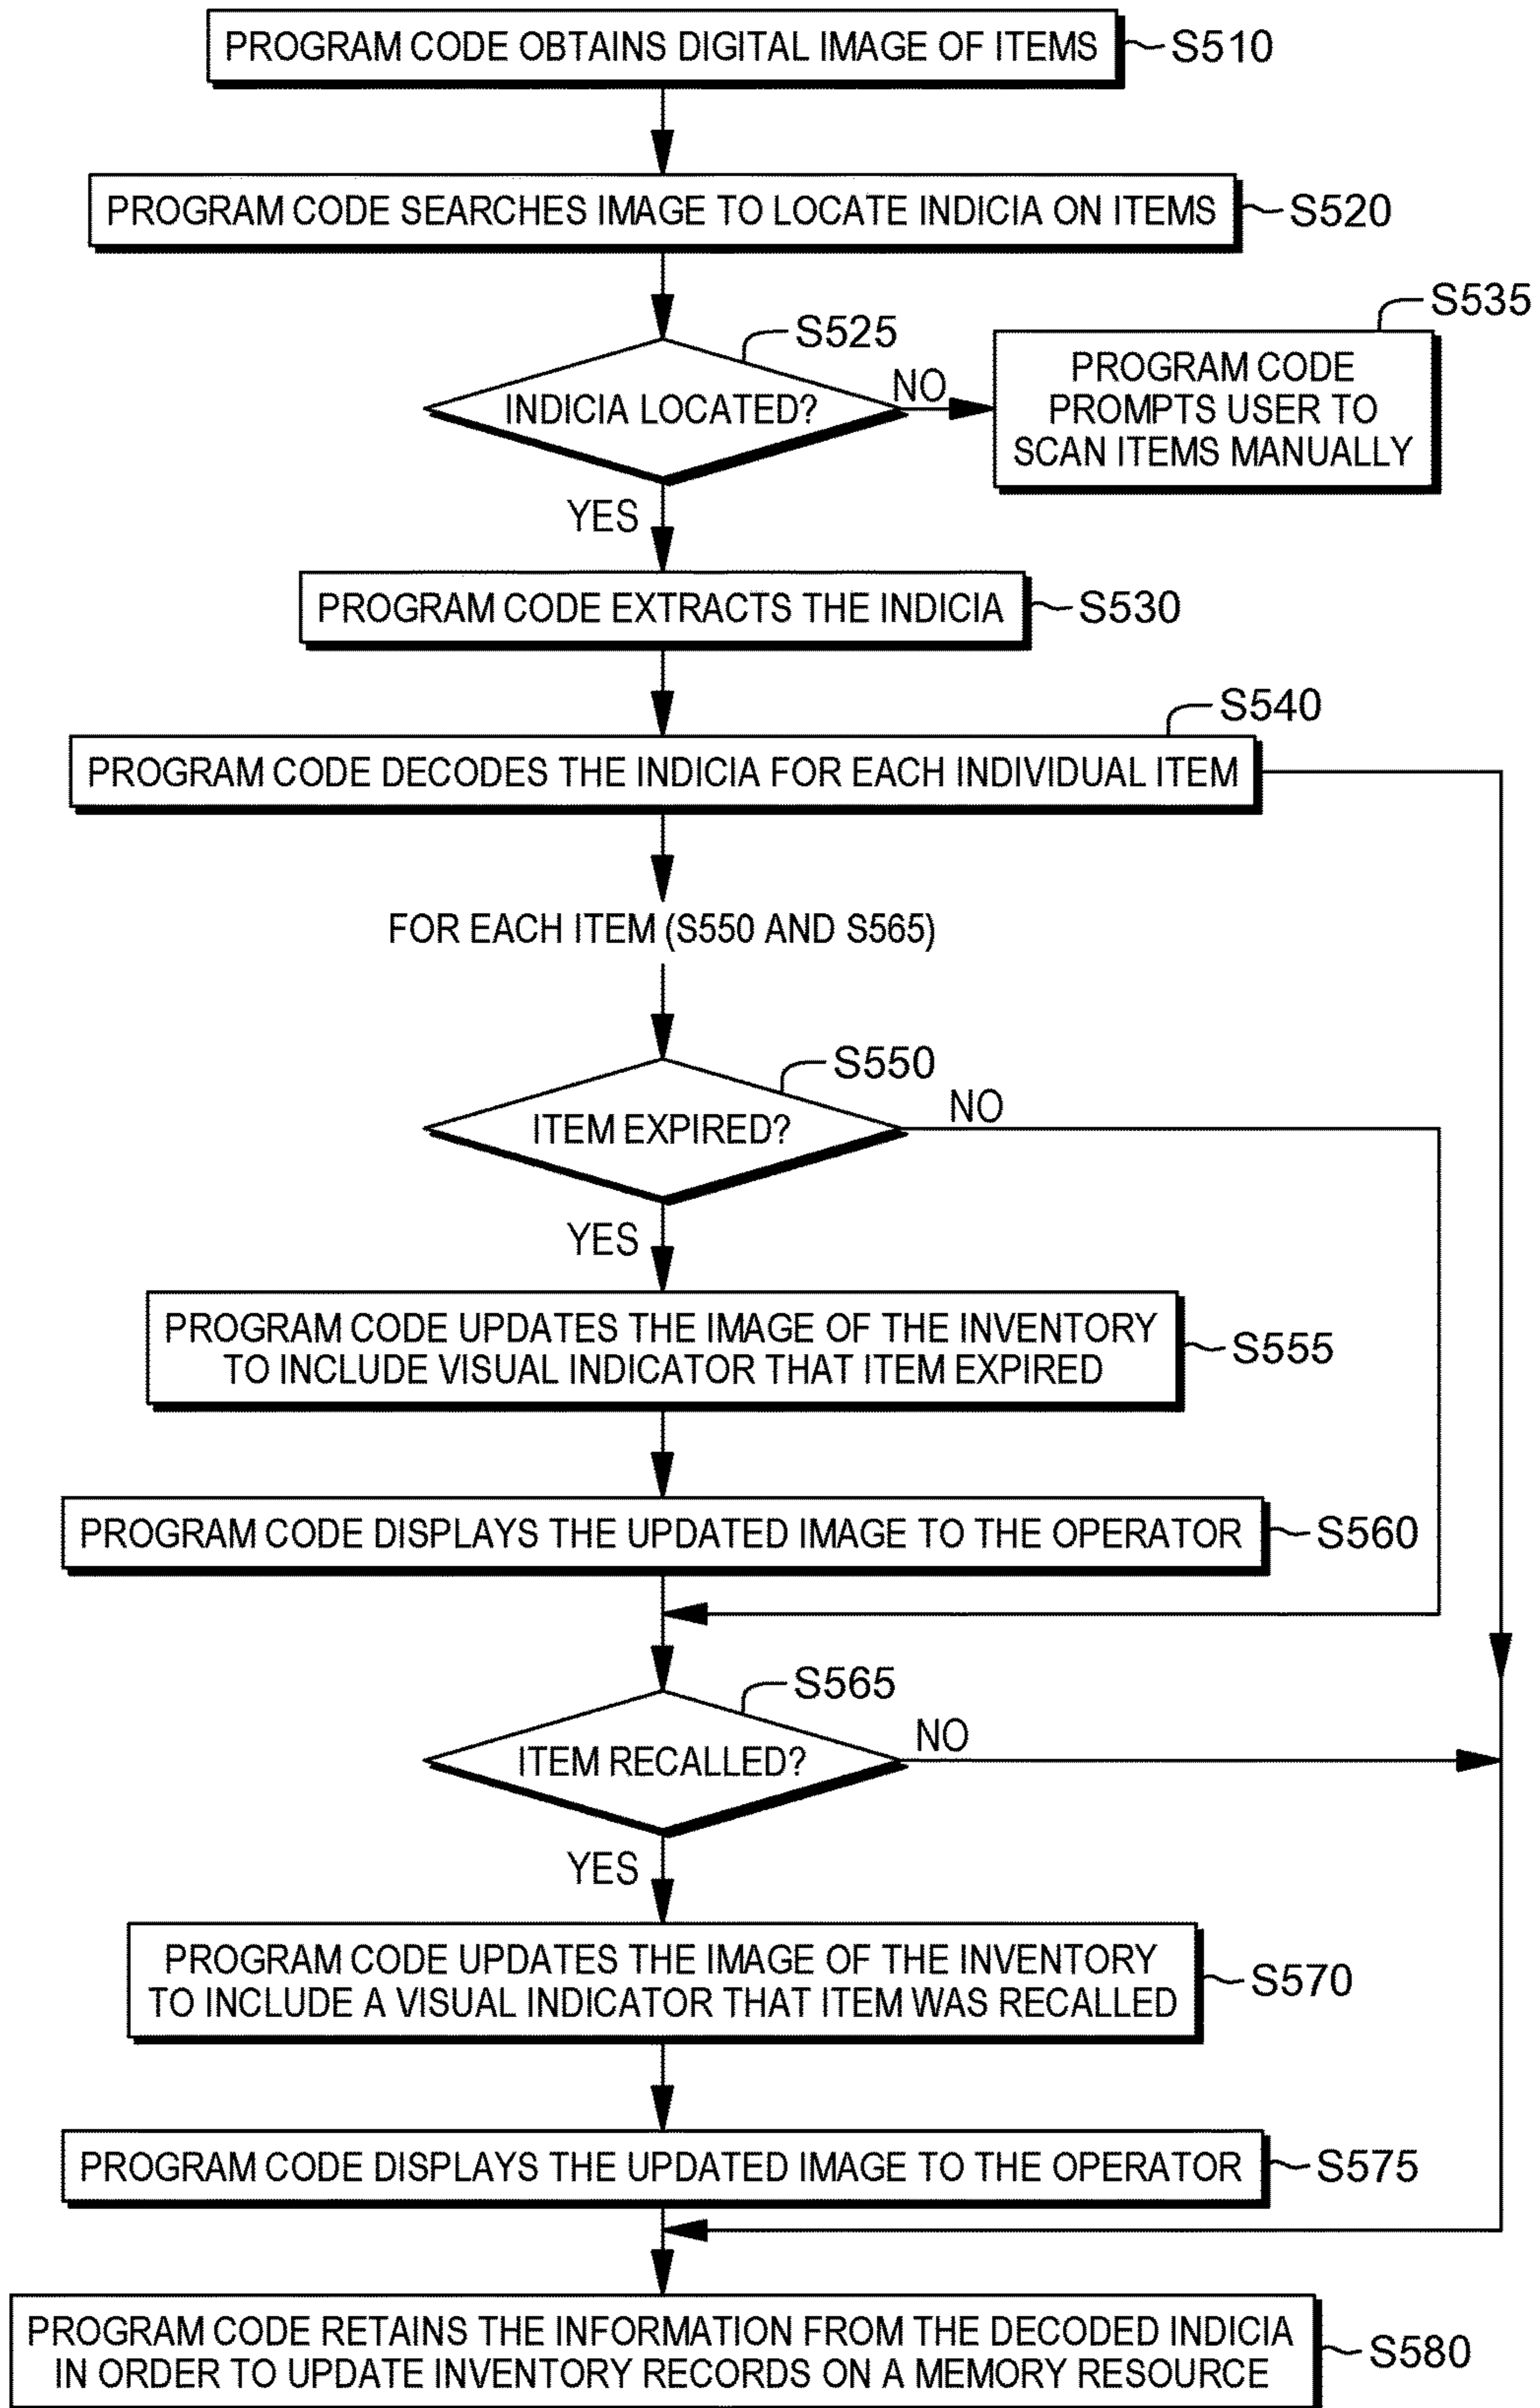 PROGRAM CODE OBTAINS DIGITAL IMAGE OF ITEMS
S510
PROGRAM CODE SEARCHES IMAGE TO LOCATE INDICIA ON ITEMS
S520
S525
INDICIA LOCATED?
NO
S535
PROGRAM CODE
PROMPTS USER TO
SCAN ITEMS MANUALLY
YES
PROGRAM CODE EXTRACTS THE INDICIA
S530
S540
PROGRAM CODE DECODES THE INDICIA FOR EACH INDIVIDUAL ITEM
FOR EACH ITEM (S550 AND S565)
S550
ITEM EXPIRED?
NO
YES
PROGRAM CODE UPDATES THE IMAGE OF THE INVENTORY
TO INCLUDE VISUAL INDICATOR THAT ITEM EXPIRED
S555
PROGRAM CODE DISPLAYS THE UPDATED IMAGE TO THE OPERATOR
S560
S565
ITEM RECALLED?
NO
YES
PROGRAM CODE UPDATES THE IMAGE OF THE INVENTORY
TO INCLUDE A VISUAL INDICATOR THAT ITEM WAS RECALLED
S570
PROGRAM CODE DISPLAYS THE UPDATED IMAGE TO THE OPERATOR
S575
PROGRAM CODE RETAINS THE INFORMATION FROM THE DECODED INDICIA
IN ORDER TO UPDATE INVENTORY RECORDS ON A MEMORY RESOURCE
S580